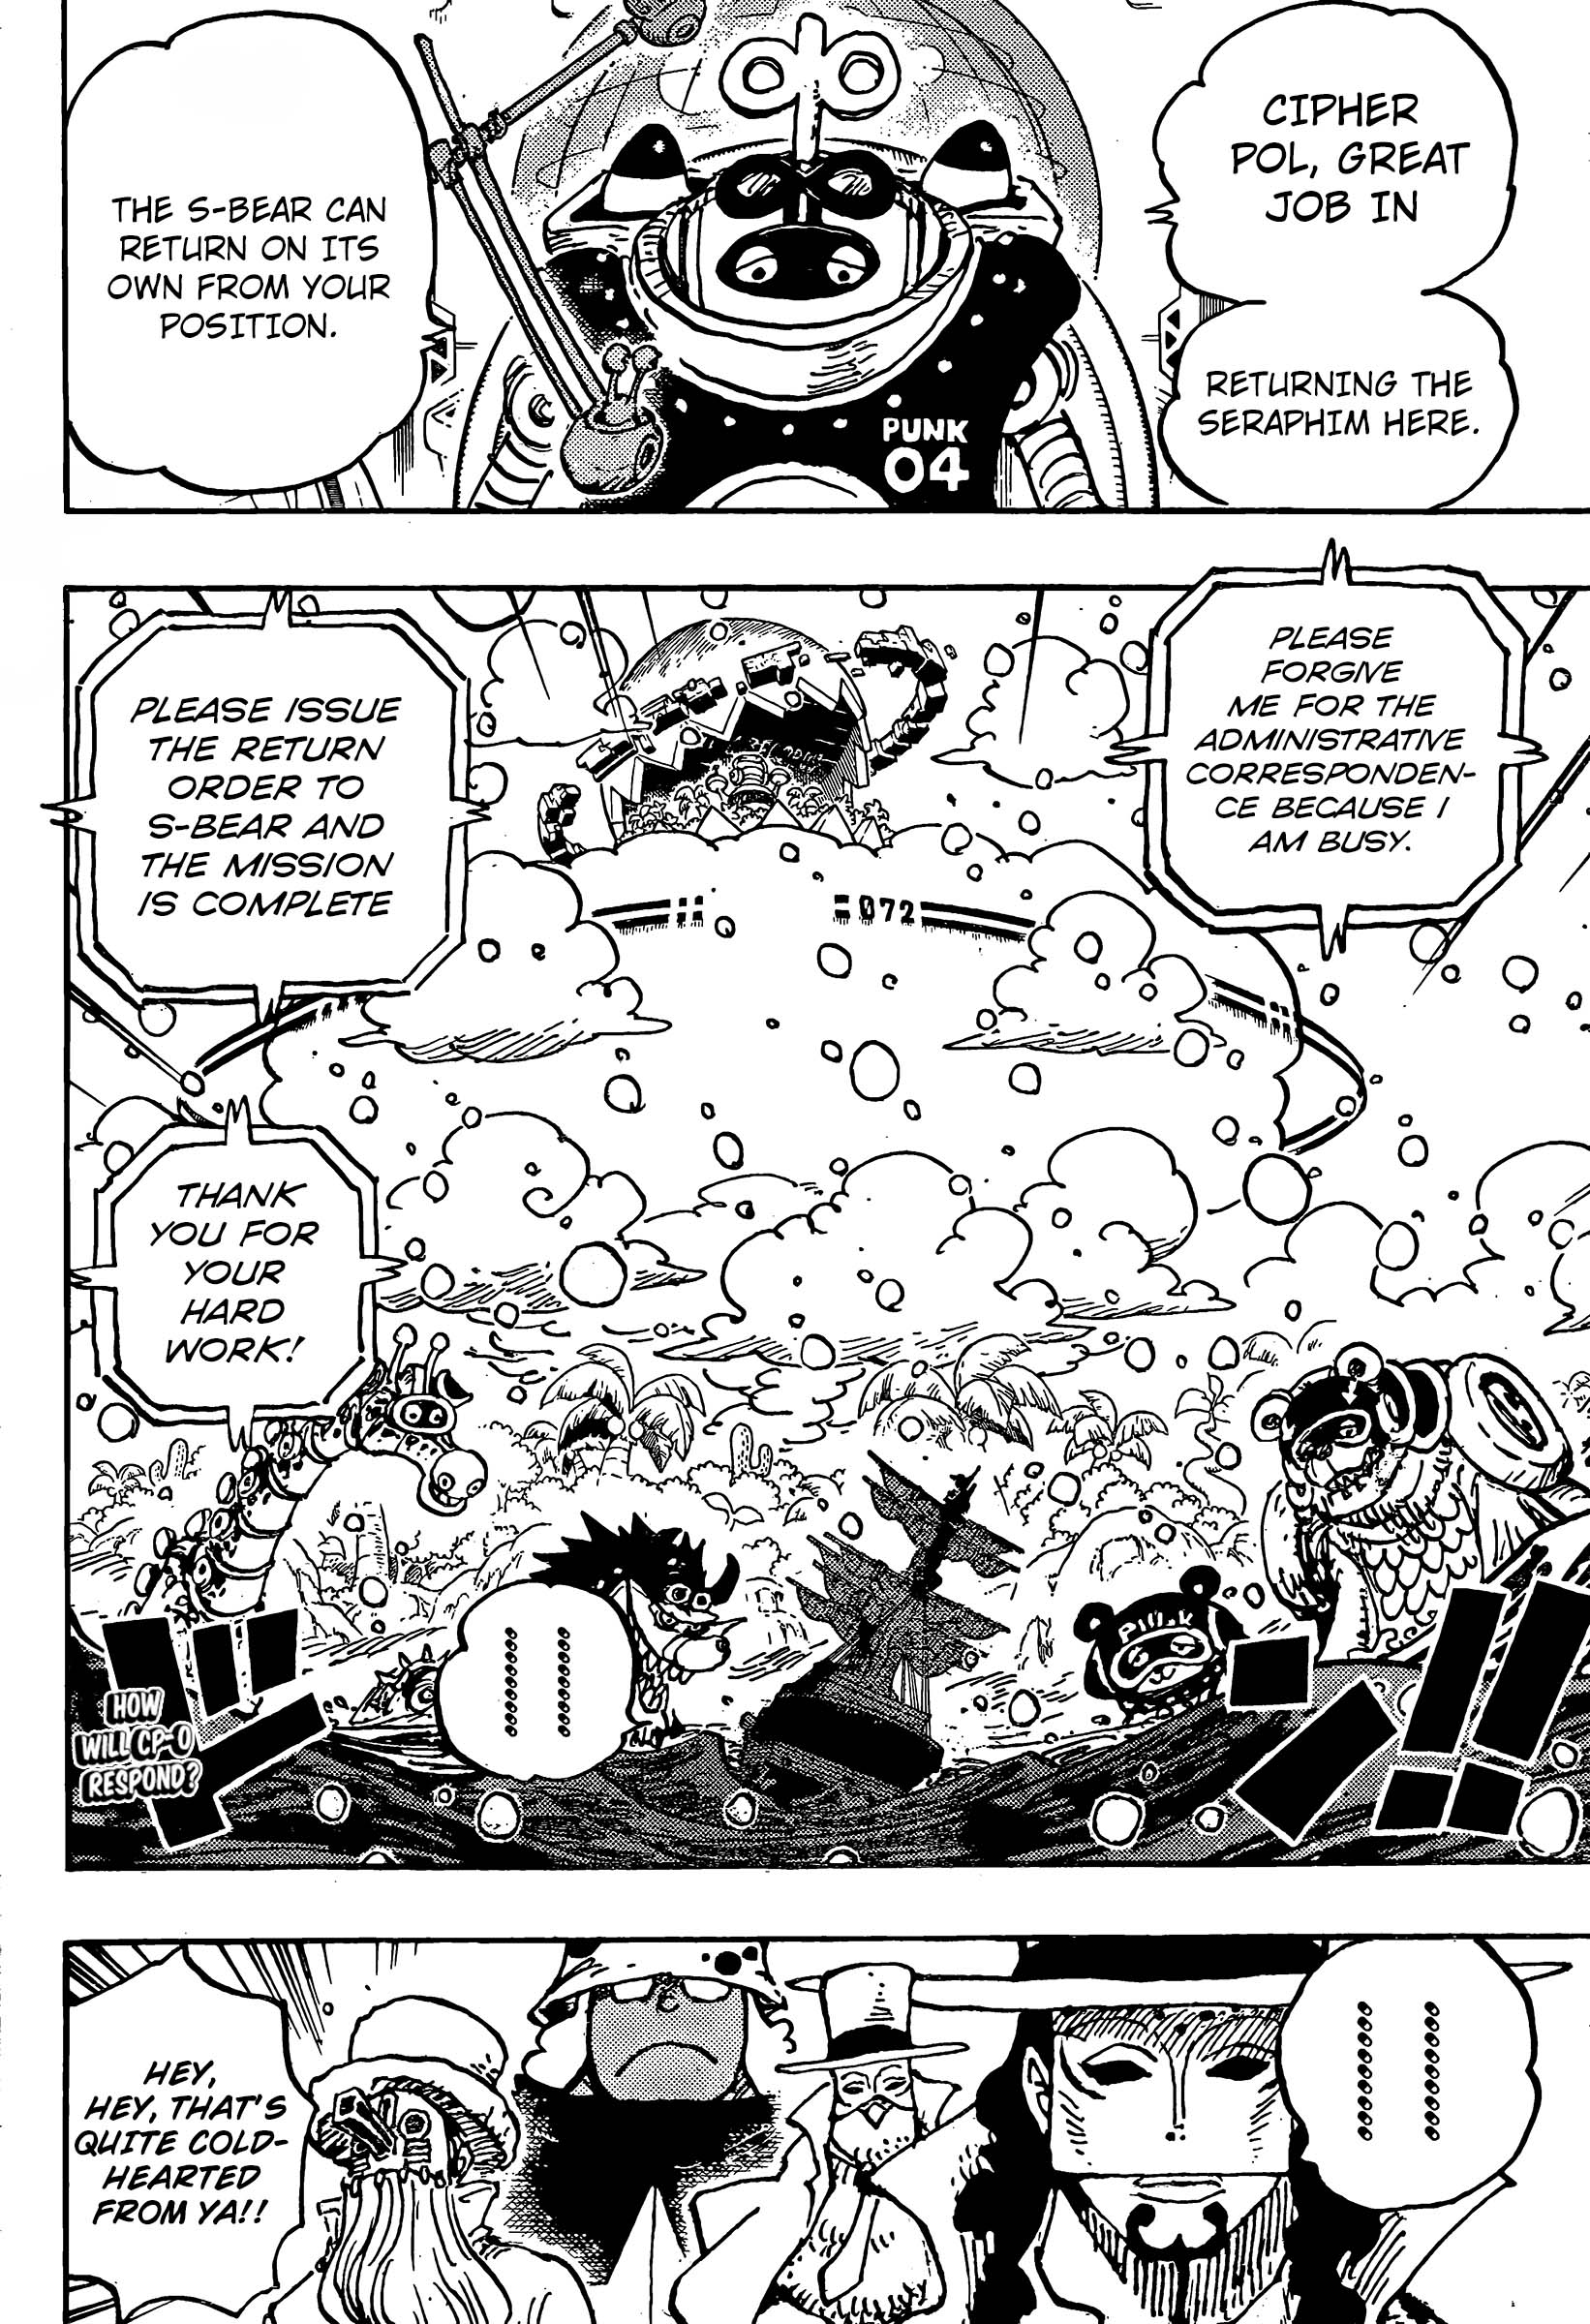 CIPHER
POL, GREAT
JOB IN
RETURNING THE
SERAPHIM HERE.
THE S-BEAR CAN
RETURN ON ITS
OWN FROM YOUR
POSITION.
PUNK
04
PLEASE
FORGIVE
ME FOR THE
ADMINISTRATIVE
CORRESPONDEN-
CE BECAUSE I
AM BUSY.
PLEASE ISSUE
THE RETURN
ORDER TO
S-BEAR AND
THE MISSION
IS COMPLETE
072
THANK
YOU FOR
YOUR
HARD
WORK!
PUNK
HOW
WILL CP-0
RESPOND?
HEY,
HEY, THAT'S
QUITE COLD-
HEARTED
FROM YA!!